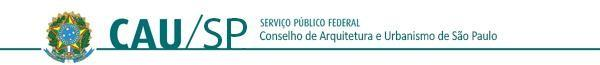 CAU/SP
SERVIÇO PÚBLICO FEDERAL
Conselho de Arquitetura e Urbanismo de São Paulo